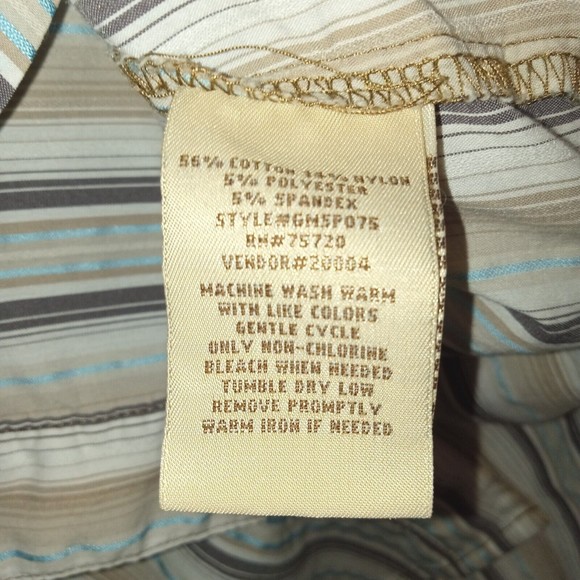 56% COTTON 34% NYLON
5% POLYESTER
5% SPANDEX
STYLE#GMSP075
RN#75720
VENDOR#20004
MACHINE WASH WARM
WITH LIKE COLORS
GENTLE CYCLE
ONLY NON-CHLORINE
BLEACH WHEN NEEDED
TUMBLE DRY LOW
REMOVE PROMPTLY
WARM IRON IF NEEDED